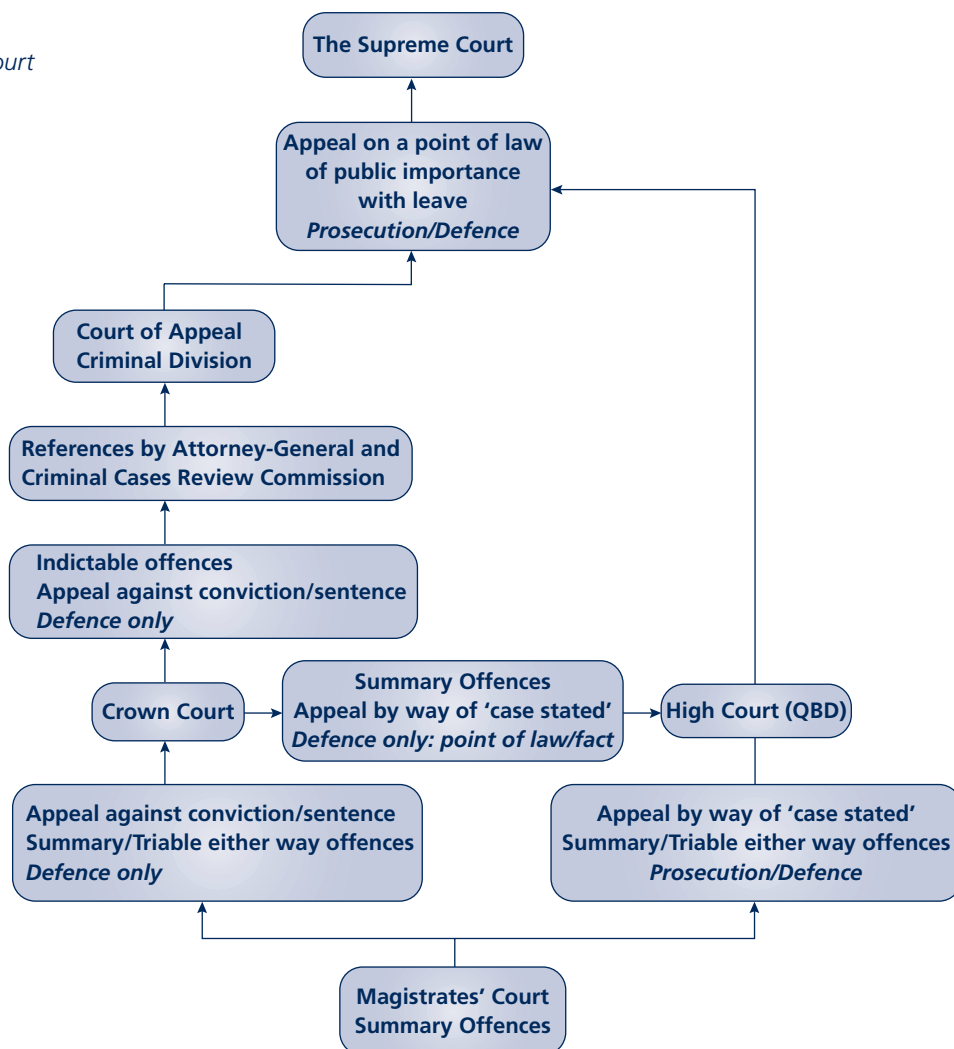 ourt
The Supreme Court
Appeal on a point of law
of public importance
with leave
Prosecution/Defence
Court of Appeal
Criminal Division
References by Attorney-General and
Criminal Cases Review Commission
Indictable offences
Appeal against conviction/sentence
Defence only
Crown Court
Summary Offences
Appeal by way of ‘case stated’
Defence only: point of law/fact
High Court (QBD)
Appeal against conviction/sentence
Summary/Triable either way offences
Defence only
Appeal by way of ‘case stated’
Summary/Triable either way offences
Prosecution/Defence
Magistrates’ Court
Summary Offences